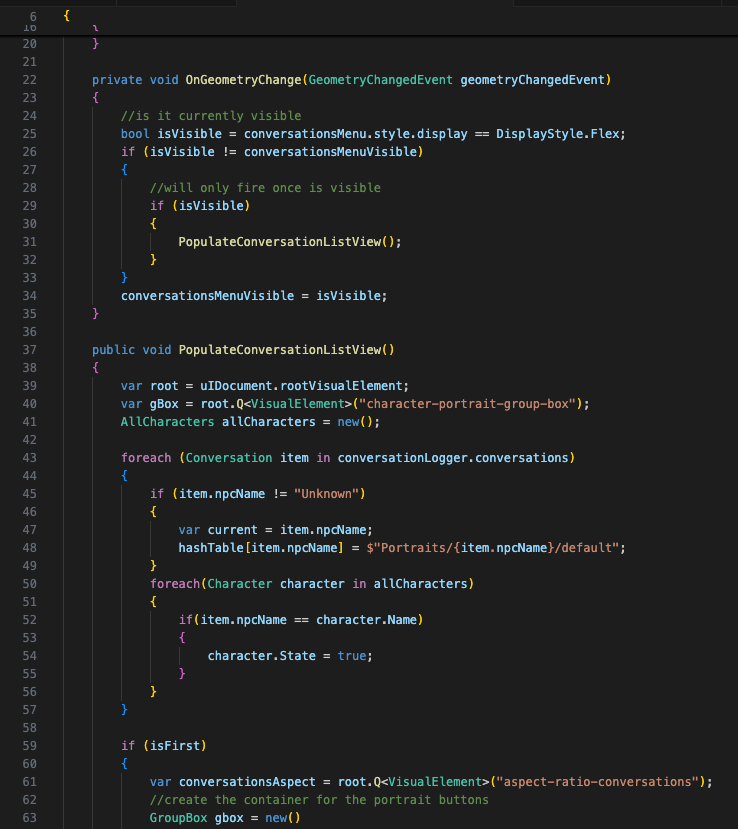 6 {
16 {
20 }
21
22 private void OnGeometryChange(GeometryChangedEvent geometryChangedEvent)
23 {
24 //is it currently visible
25 bool isVisible = conversationsMenu.style.display == DisplayStyle.Flex;
26 if (isVisible != conversationsMenuVisible)
27 {
28 //will only fire once is visible
29 if (isVisible)
30 {
31 PopulateConversationListView();
32 }
33 }
34 conversationsMenuVisible = isVisible;
35 }
36
37 public void PopulateConversationListView()
38 {
39 var root = uIDocument.rootVisualElement;
40 var gBox = root.Q<VisualElement>("character-portrait-group-box");
41 AllCharacters allCharacters = new();
42
43 foreach (Conversation item in conversationLogger.conversations)
44 {
45 if (item.npcName != "Unknown")
46 {
47 var current = item.npcName;
48 hashTable[item.npcName] = $"Portraits/{item.npcName}/default";
49 }
50 foreach(Character character in allCharacters)
51 {
52 if(item.npcName == character.Name)
53 {
54 character.State = true;
55 }
56 }
57 }
58
59 if (isFirst)
60 {
61 var conversationsAspect = root.Q<VisualElement>("aspect-ratio-conversations");
62 //create the container for the portrait buttons
63 GroupBox gbox = new()